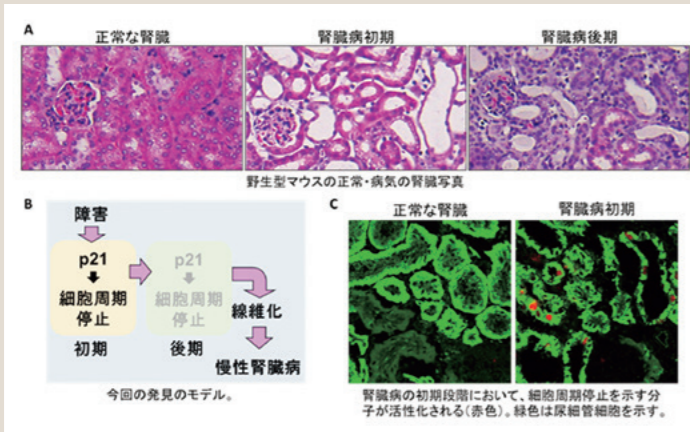 A
正常な腎臓
腎臓病初期
腎臓病後期
野生型マウスの正常・病気の腎臓写真
B
障害
p21
細胞周期
停止
初期
p21
細胞周期
停止
後期
線維化
慢性腎臓病
今回の発見のモデル。
C
正常な腎臓
腎臓病初期
腎臓病の初期段階において、細胞周期停止を示す分
子が活性化される(赤色)。緑色は尿細管細胞を示す。